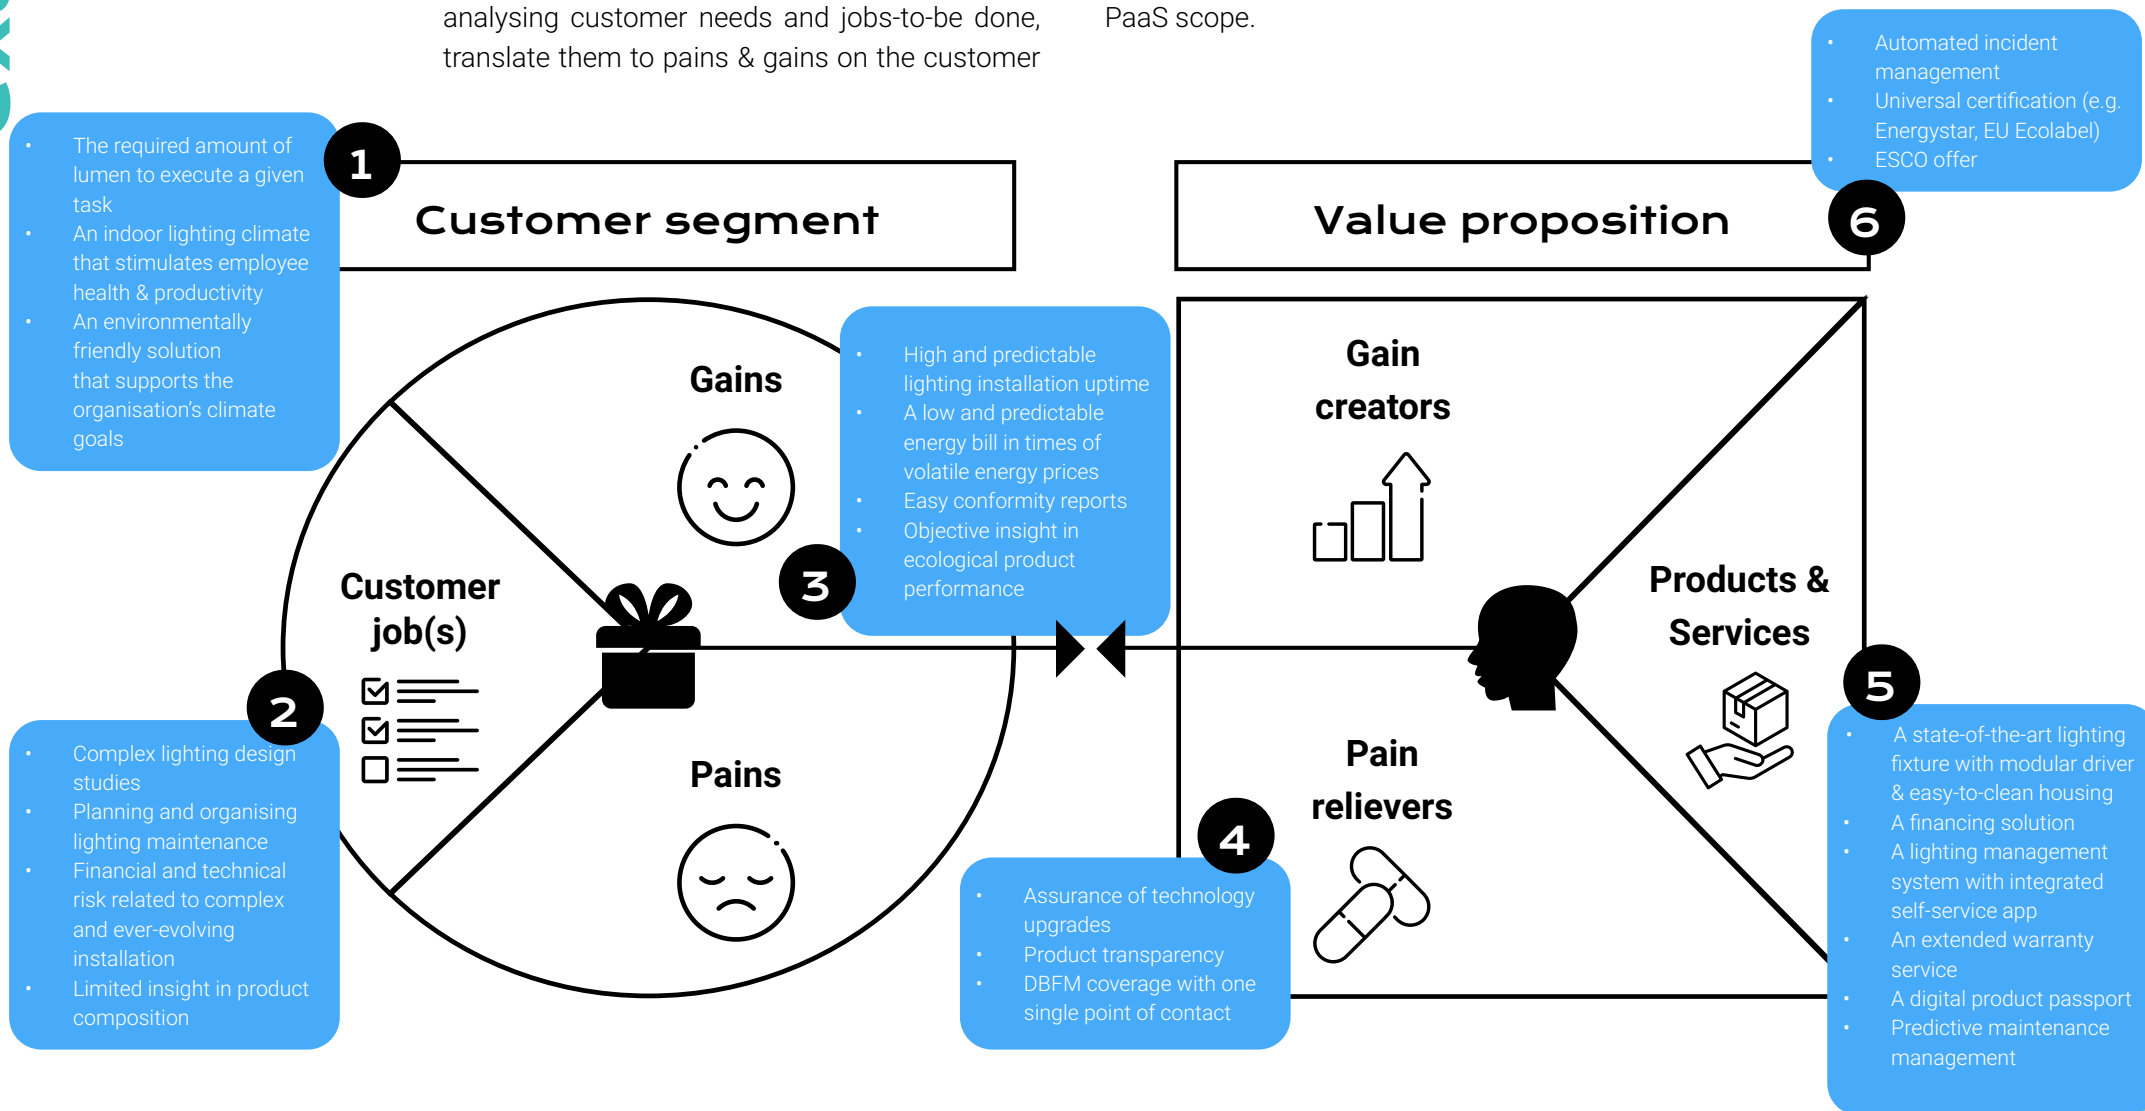 analysing customer needs and jobs-to-be done,
translate them to pains & gains on the customer
PaaS scope.
1
• The required amount of
lumen to execute a given
task
• An indoor lighting climate
that stimulates employee
health & productivity
• An environmentally
friendly solution
that supports the
organisation's climate
goals
Customer segment
Value proposition
• Automated incident
management
• Universal certification (e.g.
Energystar, EU Ecolabel)
• ESCO offer
6
Gains
3
• High and predictable
lighting installation uptime
• A low and predictable
energy bill in times of
volatile energy prices
• Easy conformity reports
• Objective insight in
ecological product
performance
Gain
creators
Customer
job(s)
Products &
Services
2
• Complex lighting design
studies
• Planning and organising
lighting maintenance
• Financial and technical
risk related to complex
and ever-evolving
installation
• Limited insight in product
composition
Pains
Pain
relievers
4
• Assurance of technology
upgrades
• Product transparency
• DBFM coverage with one
single point of contact
5
• A state-of-the-art lighting
fixture with modular driver
& easy-to-clean housing
• A financing solution
• A lighting management
system with integrated
self-service app
• An extended warranty
service
• A digital product passport
• Predictive maintenance
management